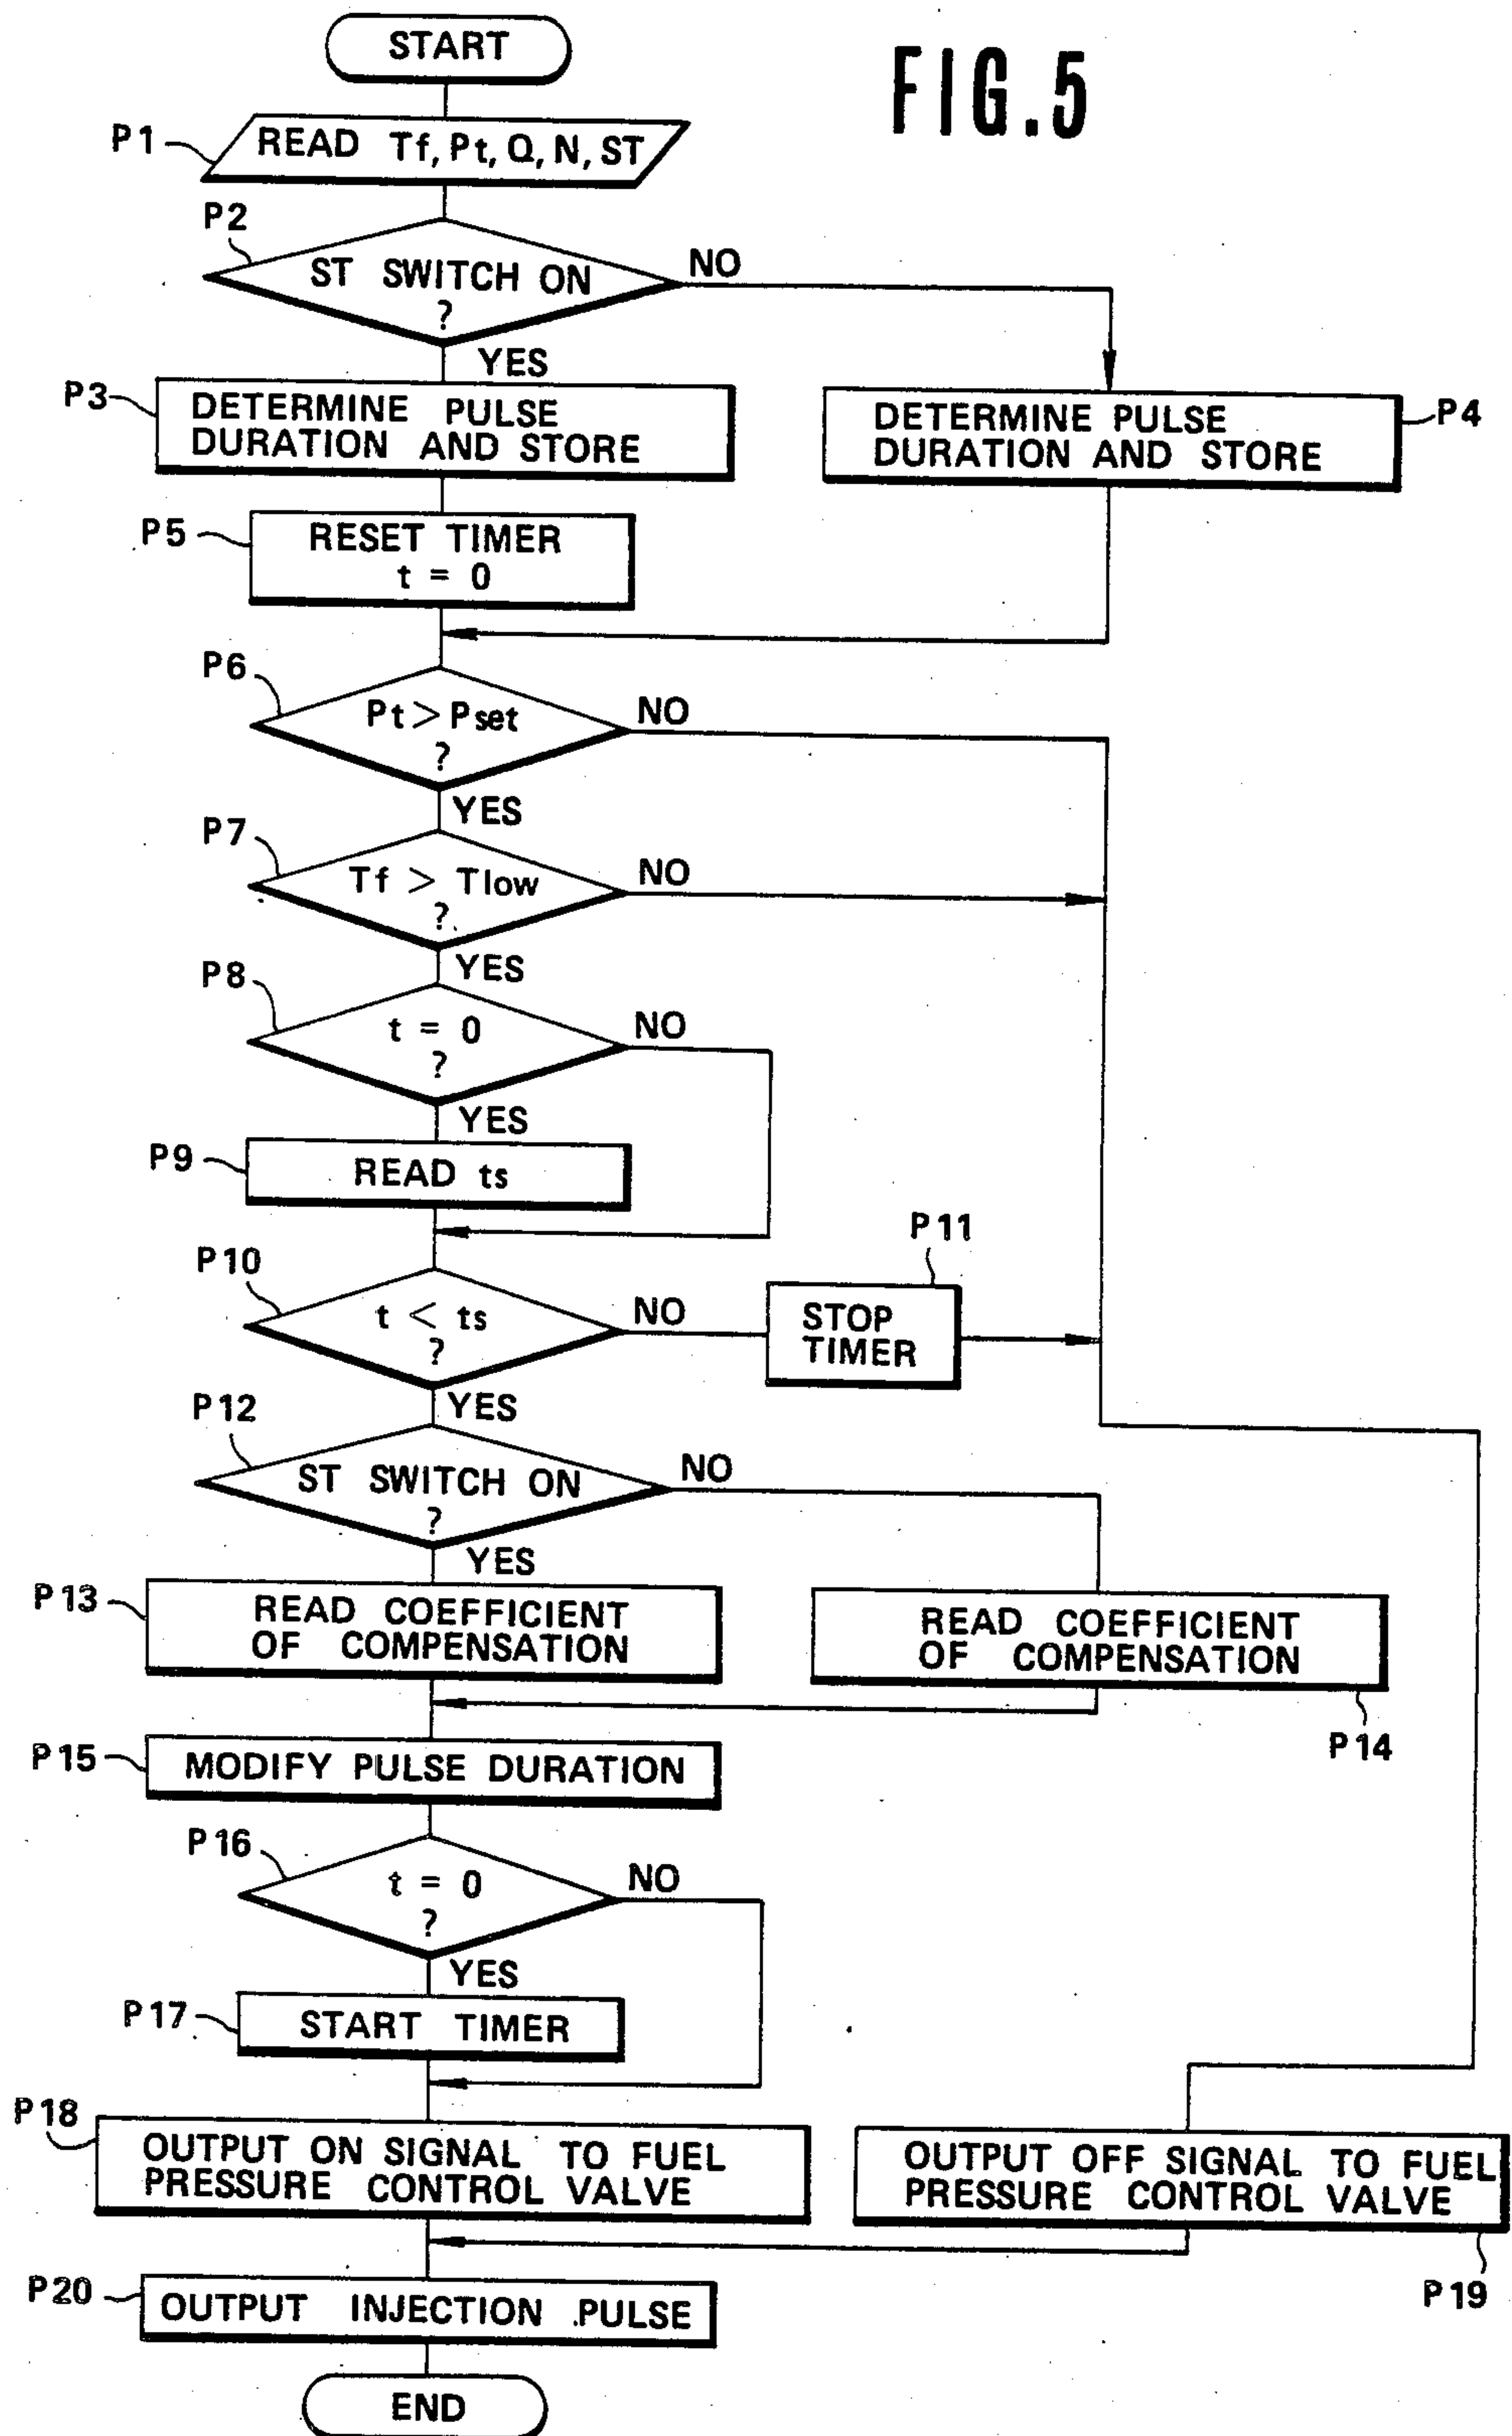 START
FIG.5
P1
READ Tf, Pt, Q, N, ST
P2
ST SWITCH ON
?
NO
YES
P3
DETERMINE PULSE
DURATION AND STORE
DETERMINE PULSE
DURATION AND STORE
P4
P5
RESET TIMER
t = 0
P6
Pt > Pset
?
NO
YES
P7
Tf > Tlow
?
NO
YES
P8
t = 0
?
NO
YES
P9
READ ts
P10
t < ts
?
NO
P11
STOP
TIMER
YES
P12
ST SWITCH ON
?
NO
YES
P13
READ COEFFICIENT
OF COMPENSATION
READ COEFFICIENT
OF COMPENSATION
P14
P15
MODIFY PULSE DURATION
P16
t = 0
?
NO
YES
P17
START TIMER
P18
OUTPUT ON SIGNAL TO FUEL
PRESSURE CONTROL VALVE
OUTPUT OFF SIGNAL TO FUEL
PRESSURE CONTROL VALVE
P19
P20
OUTPUT INJECTION PULSE
END